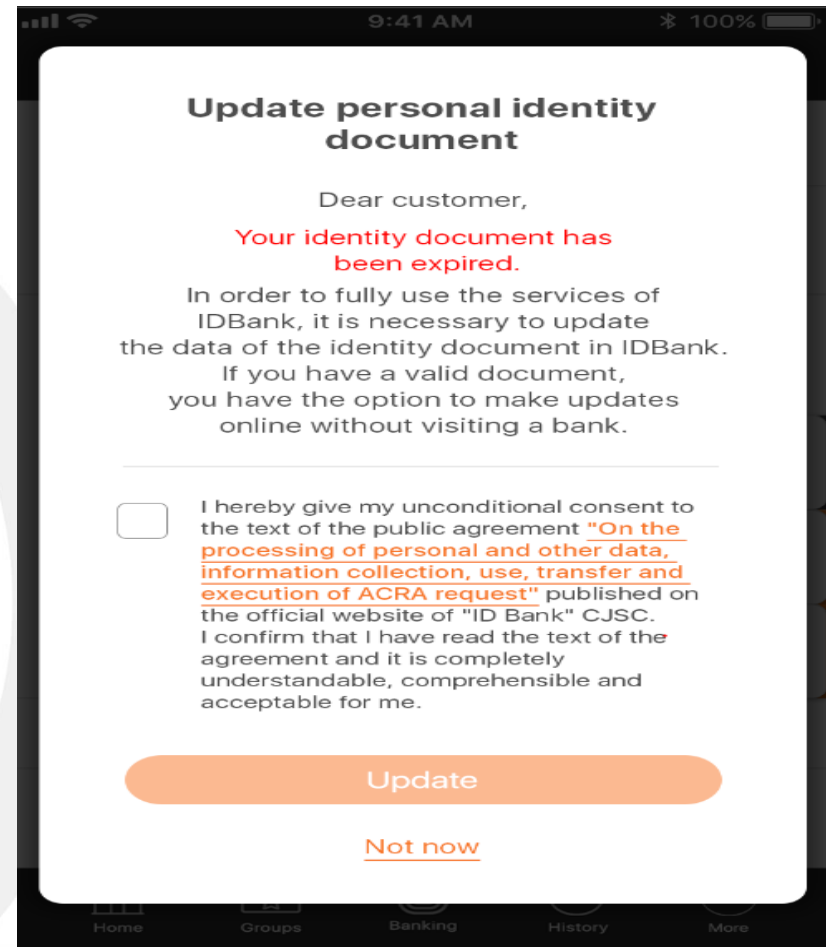 9:41 AM
100%
Update personal identity
document
Dear customer,
Your identity document has
been expired.
In order to fully use the services of
IDBank, it is necessary to update
the data of the identity document in IDBank.
If you have a valid document,
you have the option to make updates
online without visiting a bank.
I hereby give my unconditional consent to
the text of the public agreement "On the
processing of personal and other data,
information collection, use, transfer and
execution of ACRA request" published on
the official website of "ID Bank" CJSC.
I confirm that I have read the text of the
agreement and it is completely
understandable, comprehensible and
acceptable for me.
Update
Not now
Home Groups Banking History More